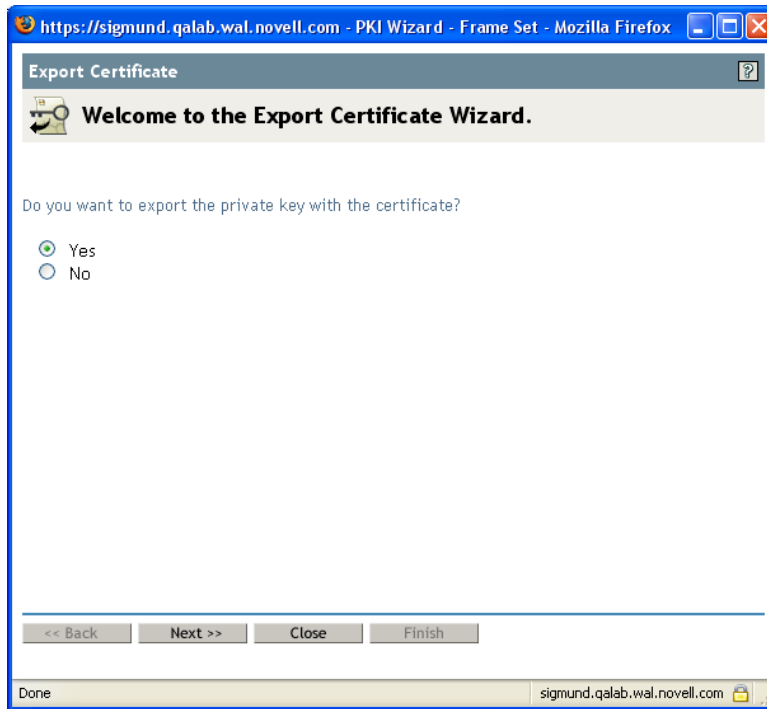 https://sigmund.qalab.wal.novell.com - PKI Wizard - Frame Set - Mozilla Firefox
Export Certificate
?
Welcome to the Export Certificate Wizard.
Do you want to export the private key with the certificate?
Yes
No
<< Back Next >> Close Finish
Done sigmund.qalab.wal.novell.com